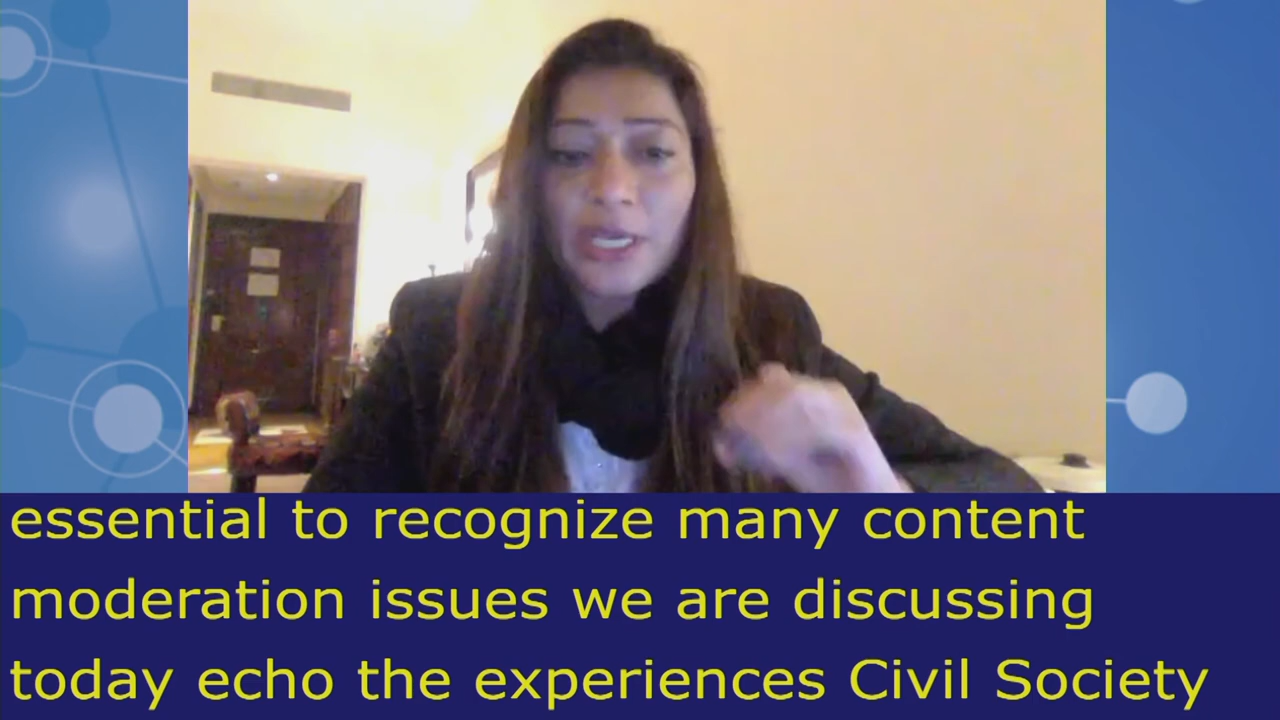 essential to recognize many content
moderation issues we are discussing
today echo the experiences Civil Society